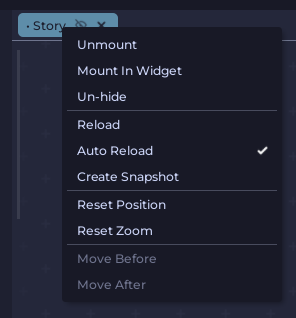 • Story
Unmount
Mount In Widget
Un-hide
Reload
Auto Reload
Create Snapshot
Reset Position
Reset Zoom
Move Before
Move After